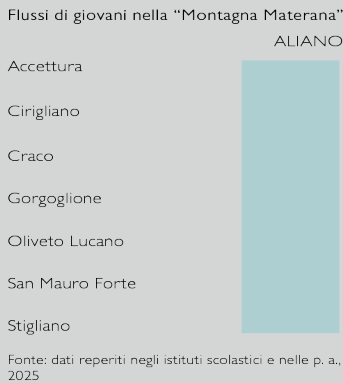 Flussi di giovani nella “Montagna Materana”
ALIANO
Accettura
Cirigliano
Craco
Gorgoglione
Oliveto Lucano
San Mauro Forte
Stigliano
Fonte: dati reperiti negli istituti scolastici e nelle p. a.,
2025